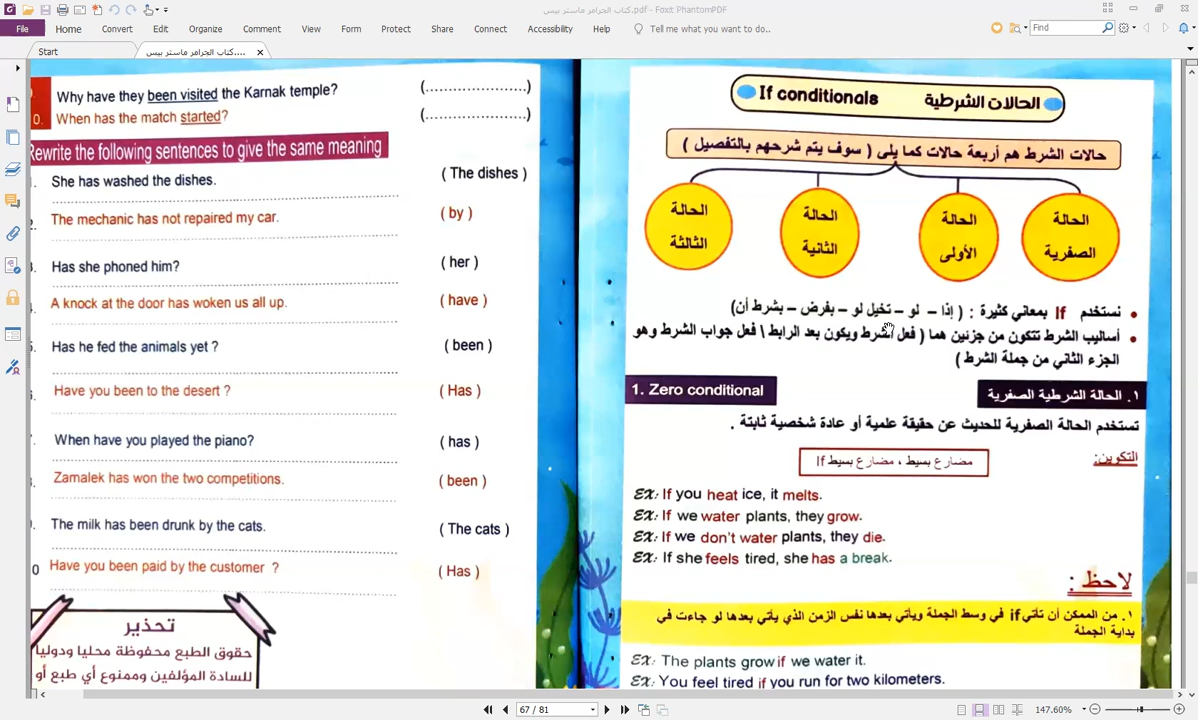 كتاب الجرامر ماستر بيس.pdf - Foxit PhantomPDF
File Home Convert Edit Organize Comment View Form Protect Share Connect Accessibility Help Tell me what you want to do.. Find
Start
كتاب الجرامر ماستر بيس....
Why have they been visited the Karnak temple? (..............................)
0. When has the match started? (..............................)
Rewrite the following sentences to give the same meaning
She has washed the dishes. ( The dishes )
The mechanic has not repaired my car. ( by )
Has she phoned him? ( her )
A knock at the door has woken us all up. ( have )
Has he fed the animals yet ? ( been )
Have you been to the desert ? ( Has )
When have you played the piano? ( has )
Zamalek has won the two competitions. ( been )
The milk has been drunk by the cats. ( The cats )
0 Have you been paid by the customer ? ( Has )
تحذير
حقوق الطبع محفوظة محليا ودوليا
للسادة المؤلفين وممنوع أي طبع أو
If conditionals الحالات الشرطية
حالات الشرط هم أربعة حالات كما يلى ( سوف يتم شرحهم بالتفصيل )
الحالة الصفرية
الحالة الأولى
الحالة الثانية
الحالة الثالثة
نستخدم If بمعاني كثيرة : ( إذا – لو – تخيل لو – بفرض – بشرط أن)
أساليب الشرط تتكون من جزئين هما ( فعل الشرط ويكون بعد الرابط \ فعل جواب الشرط وهو
الجزء الثاني من جملة الشرط )
1. Zero conditional ١. الحالة الشرطية الصفرية
تستخدم الحالة الصفرية للحديث عن حقيقة علمية أو عادة شخصية ثابتة .
التكوين:
مضارع بسيط ، مضارع بسيط If
EX: If you heat ice, it melts.
EX: If we water plants, they grow.
EX: If we don't water plants, they die.
EX: If she feels tired, she has a break.
لاحظ :
١. من الممكن أن تأتي if في وسط الجملة ويأتي بعدها نفس الزمن الذي يأتي بعدها لو جاءت في
بداية الجملة
EX: The plants grow if we water it.
EX: You feel tired if you run for two kilometers.
67 / 81 147.60%